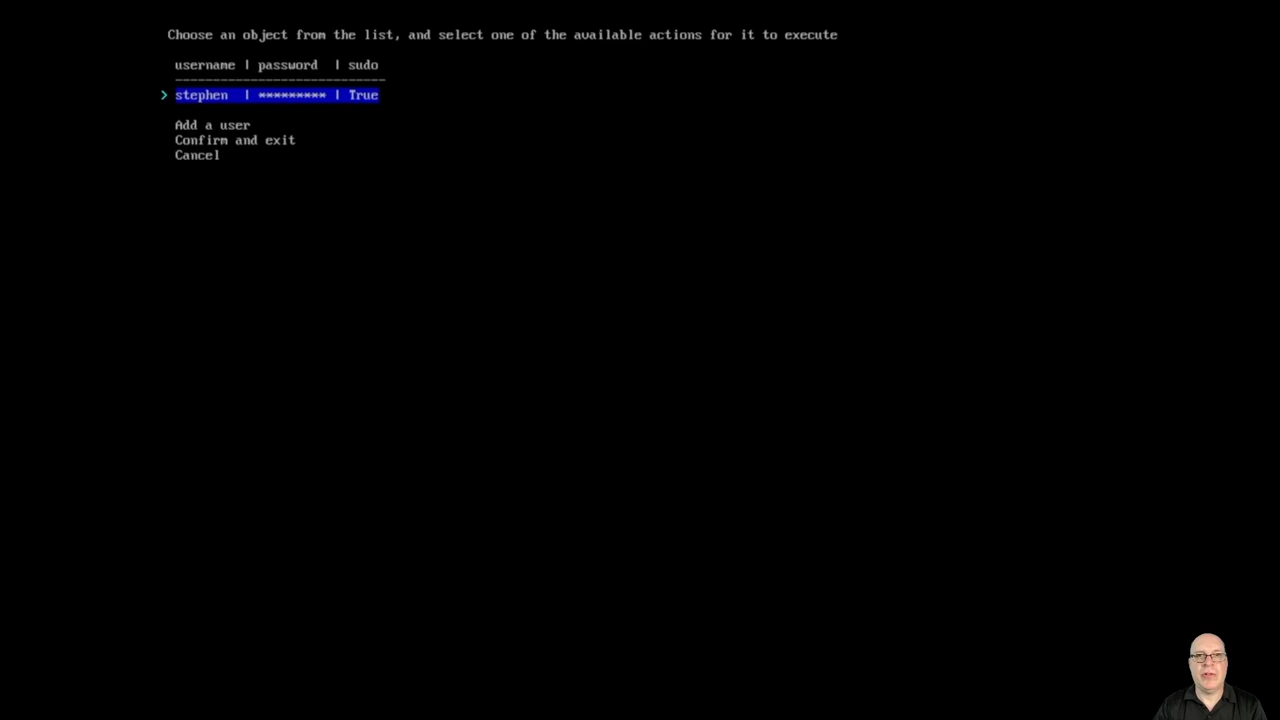 Choose an object from the list, and select one of the available actions for it to execute
username | password | sudo
----------------------------
> stephen | ********* | True
Add a user
Confirm and exit
Cancel